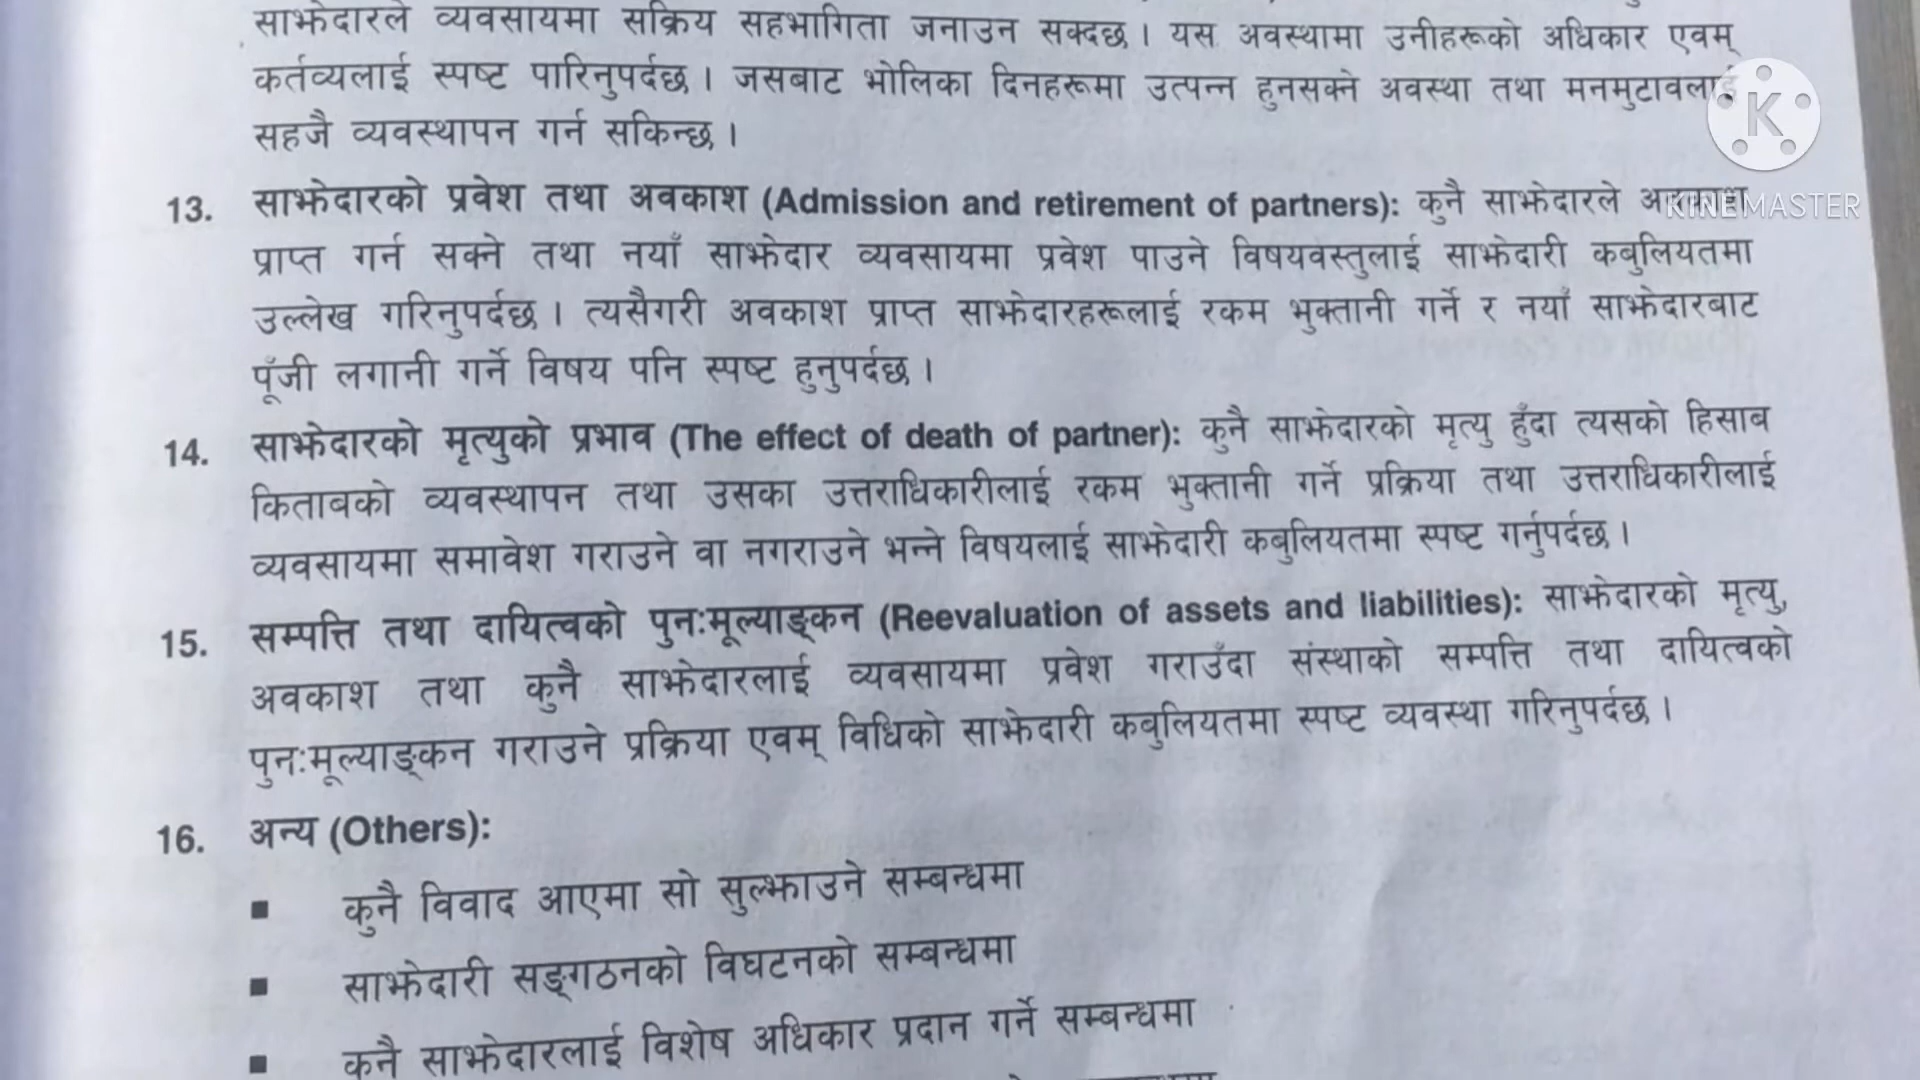 साझेदारले व्यवसायमा सक्रिय सहभागिता जनाउन सक्दछ । यस अवस्थामा उनीहरूको अधिकार एवम्
कर्तव्यलाई स्पष्ट पारिनुपर्दछ । जसबाट भोलिका दिनहरूमा उत्पन्न हुनसक्ने अवस्था तथा मनमुटावलाई
सहजै व्यवस्थापन गर्न सकिन्छ ।
K
KINEMASTER
13. साझेदारको प्रवेश तथा अवकाश (Admission and retirement of partners): कुनै साझेदारले अवकाश
प्राप्त गर्न सक्ने तथा नयाँ साझेदार व्यवसायमा प्रवेश पाउने विषयवस्तुलाई साझेदारी कबुलियतमा
उल्लेख गरिनुपर्दछ । त्यसैगरी अवकाश प्राप्त साझेदारहरूलाई रकम भुक्तानी गर्ने र नयाँ साझेदारबाट
पूँजी लगानी गर्ने विषय पनि स्पष्ट हुनुपर्दछ ।
14. साझेदारको मृत्युको प्रभाव (The effect of death of partner): कुनै साझेदारको मृत्यु हुँदा त्यसको हिसाब
किताबको व्यवस्थापन तथा उसका उत्तराधिकारीलाई रकम भुक्तानी गर्ने प्रक्रिया तथा उत्तराधिकारीलाई
व्यवसायमा समावेश गराउने वा नगराउने भन्ने विषयलाई साझेदारी कबुलियतमा स्पष्ट गर्नुपर्दछ ।
15. सम्पत्ति तथा दायित्वको पुन:मूल्याङ्कन (Reevaluation of assets and liabilities): साझेदारको मृत्यु,
अवकाश तथा कुनै साझेदारलाई व्यवसायमा प्रवेश गराउँदा संस्थाको सम्पत्ति तथा दायित्वको
पुन:मूल्याङ्कन गराउने प्रक्रिया एवम् विधिको साझेदारी कबुलियतमा स्पष्ट व्यवस्था गरिनुपर्दछ ।
16. अन्य (Others):
▪ कुनै विवाद आएमा सो सुल्झाउने सम्बन्धमा
▪ साझेदारी सङ्गठनको विघटनको सम्बन्धमा
▪ कुनै साझेदारलाई विशेष अधिकार प्रदान गर्ने सम्बन्धमा